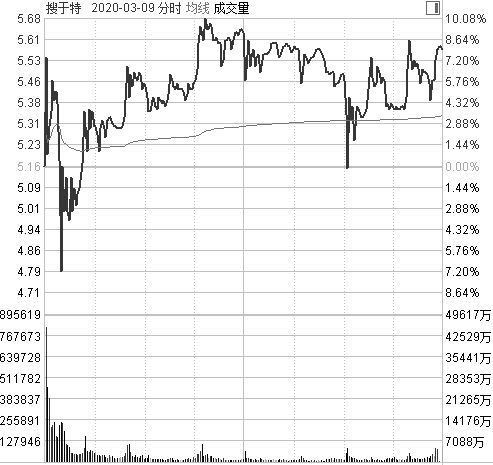 搜于特 2020-03-09 分时 均线 成交量
5.68 10.08%
5.61 8.64%
5.53 7.20%
5.46 5.76%
5.38 4.32%
5.31 2.88%
5.23 1.44%
5.16 0.00%
5.09 1.44%
5.01 2.88%
4.94 4.32%
4.86 5.76%
4.79 7.20%
4.71 8.64%
895619 49617万
767673 42529万
639728 35441万
511782 28353万
383837 21265万
255891 14176万
127946 7088万